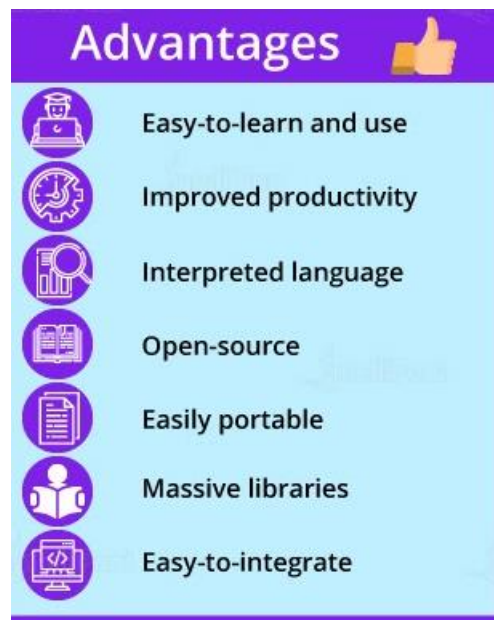 Advantages
Easy-to-learn and use
Improved productivity
Interpreted language
Open-source
Easily portable
Massive libraries
Easy-to-integrate